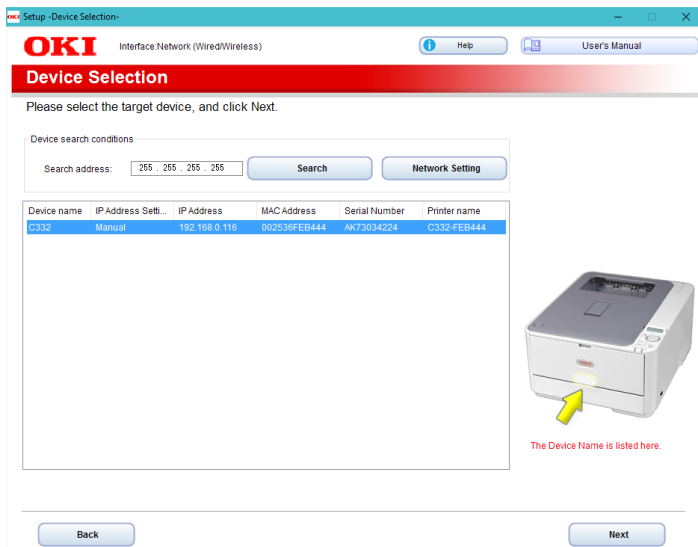 OKI Setup -Device Selection-
OKI Interface:Network (Wired/Wireless) Help User's Manual
Device Selection
Please select the target device, and click Next.
Device search conditions
Search address: 255 . 255 . 255 . 255 Search Network Setting
Device name IP Address Setti... IP Address MAC Address Serial Number Printer name
C332 Manual 192.168.0.116 002536FEB444 AK73034224 C332-FEB444
The Device Name is listed here.
Back Next